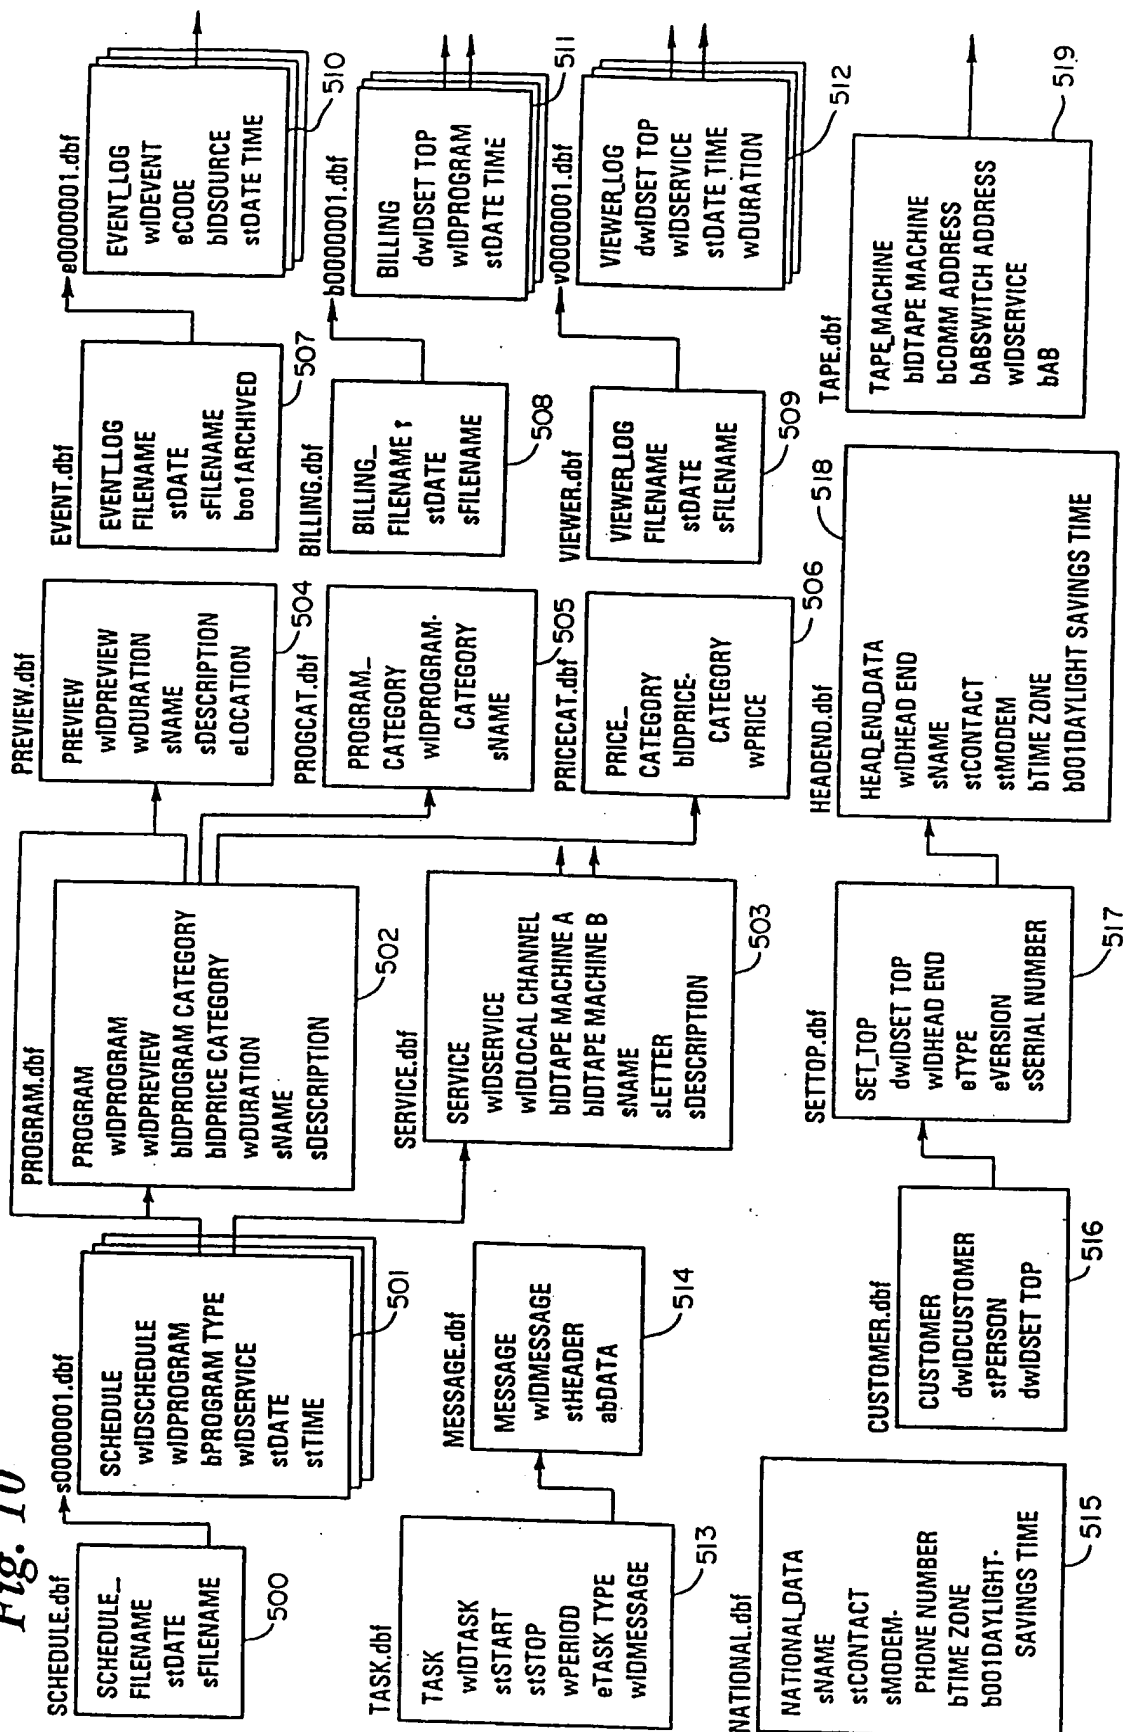 Fig. 10
SCHEDULE.dbf
SCHEDULE_
FILENAME
stDATE
sFILENAME
500
s0000001.dbf
SCHEDULE
wIDSCHEDULE
wIDPROGRAM
bPROGRAM TYPE
wIDSERVICE
stDATE
stTIME
501
PROGRAM.dbf
PROGRAM
wIDPROGRAM
wIDPREVIEW
bIDPROGRAM CATEGORY
bIDPRICE CATEGORY
wDURATION
sNAME
sDESCRIPTION
502
SERVICE.dbf
SERVICE
wIDSERVICE
wIDLOCAL CHANNEL
bIDTAPE MACHINE A
bIDTAPE MACHINE B
sNAME
sLETTER
sDESCRIPTION
503
PREVIEW.dbf
PREVIEW
wIDPREVIEW
wDURATION
sNAME
sDESCRIPTION
eLOCATION
504
PROGCAT.dbf
PROGRAM_
CATEGORY
wIDPROGRAM-
CATEGORY
sNAME
505
PRICECAT.dbf
PRICE_
CATEGORY
bIDPRICE-
CATEGORY
wPRICE
506
EVENT.dbf
EVENT_LOG
FILENAME
stDATE
sFILENAME
boo1ARCHIVED
507
BILLING.dbf
BILLING_
FILENAME r
stDATE
sFILENAME
508
VIEWER.dbf
VIEWER_LOG
FILENAME
stDATE
sFILENAME
509
e0000001.dbf
EVENT_LOG
wIDEVENT
eCODE
bIDSOURCE
stDATE TIME
510
b0000001.dbf
BILLING
dwIDSET TOP
wIDPROGRAM
stDATE TIME
511
v0000001.dbf
VIEWER_LOG
dwIDSET TOP
wIDSERVICE
stDATE TIME
wDURATION
512
TASK.dbf
TASK
wIDTASK
stSTART
stSTOP
wPERIOD
eTASK TYPE
wIDMESSAGE
513
MESSAGE.dbf
MESSAGE
wIDMESSAGE
stHEADER
abDATA
514
NATIONAL.dbf
NATIONAL_DATA
sNAME
stCONTACT
sMODEM-
PHONE NUMBER
bTIME ZONE
b001DAYLIGHT-
SAVINGS TIME
515
CUSTOMER.dbf
CUSTOMER
dwIDCUSTOMER
stPERSON
dwIDSET TOP
516
SETTOP.dbf
SET_TOP
dwIDSET TOP
wIDHEAD END
eTYPE
eVERSION
sSERIAL NUMBER
517
HEADEND.dbf
HEAD_END_DATA
wIDHEAD END
sNAME
stCONTACT
stMODEM
bTIME ZONE
b001DAYLIGHT SAVINGS TIME
518
TAPE.dbf
TAPE_MACHINE
bIDTAPE MACHINE
bCOMM ADDRESS
bABSWITCH ADDRESS
wIDSERVICE
bAB
519